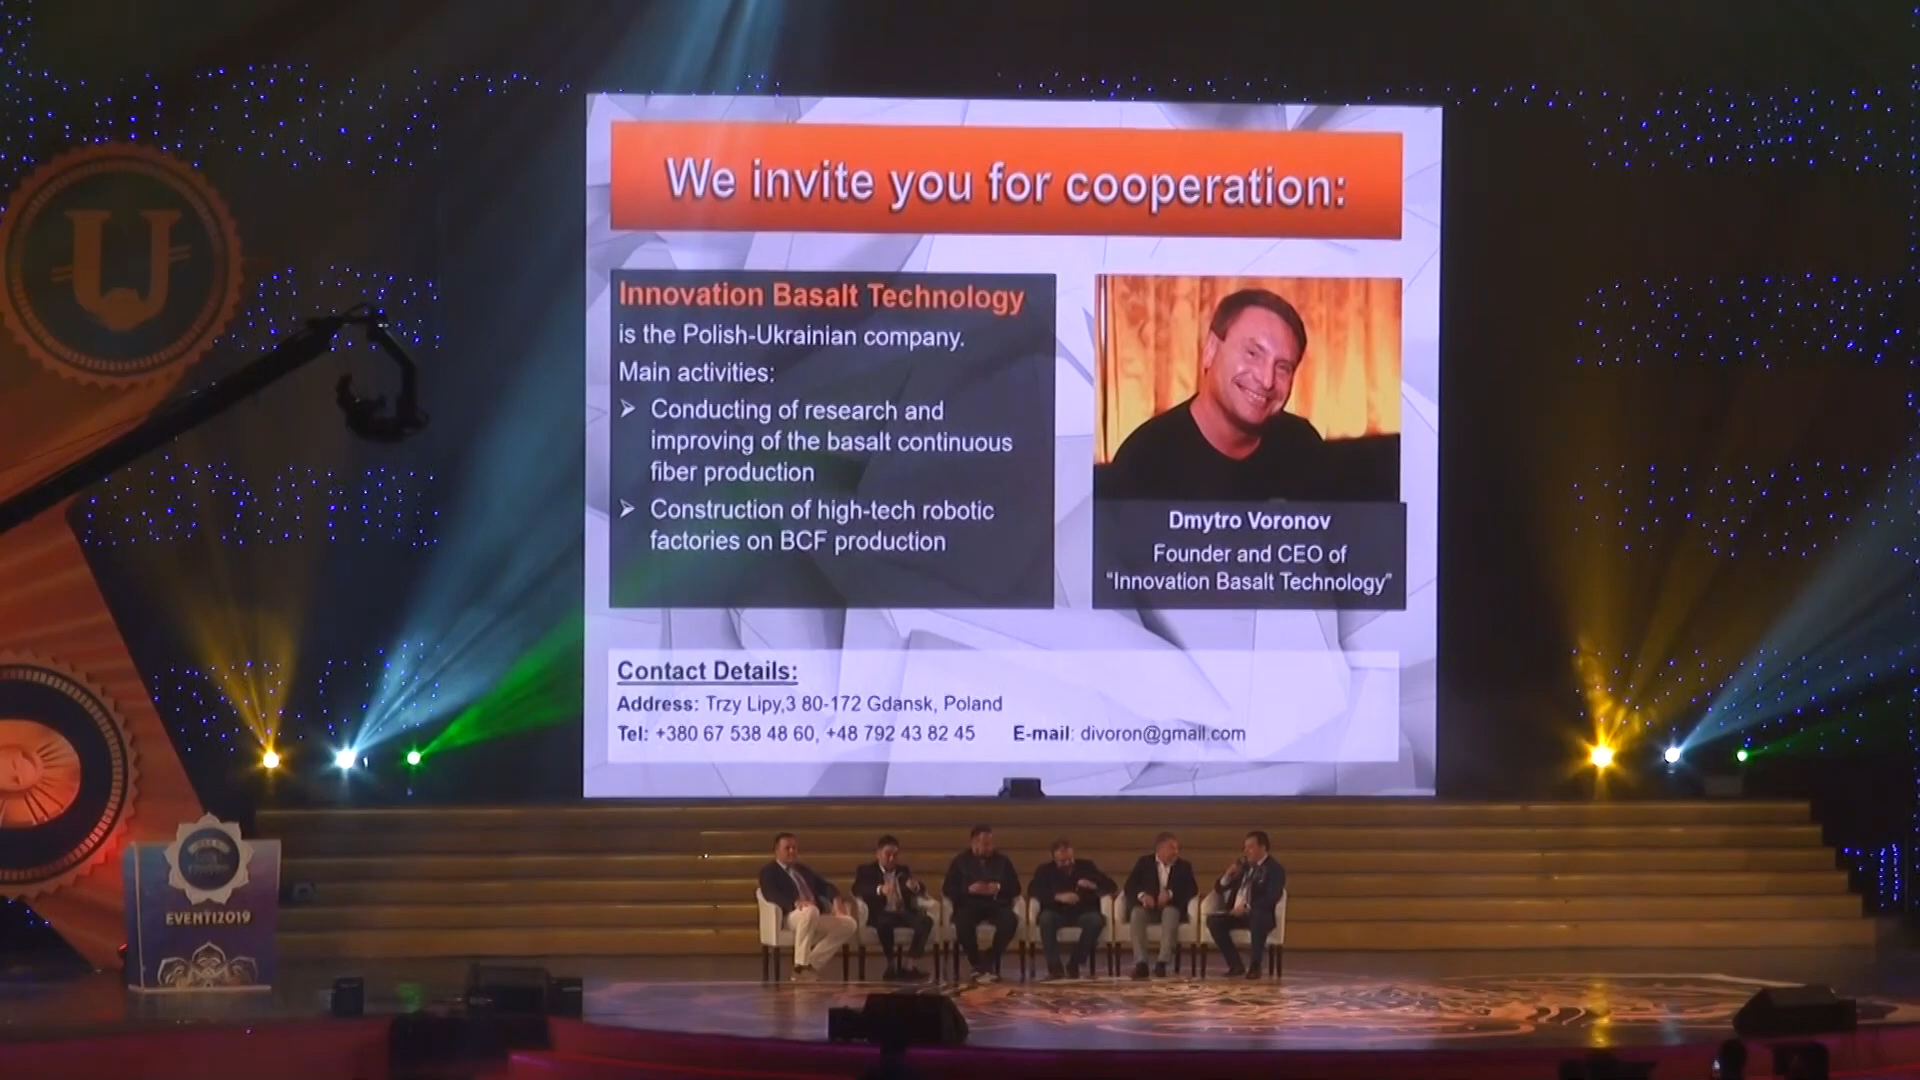 We invite you for cooperation:
Innovation Basalt Technology
is the Polish-Ukrainian company.
Main activities:
➢ Conducting of research and
improving of the basalt continuous
fiber production
➢ Construction of high-tech robotic
factories on BCF production
Dmytro Voronov
Founder and CEO of
“Innovation Basalt Technology”
Contact Details:
Address: Trzy Lipy,3 80-172 Gdansk, Poland
Tel: +380 67 538 48 60, +48 792 43 82 45 E-mail: divoron@gmail.com
U
EVENTIZO19